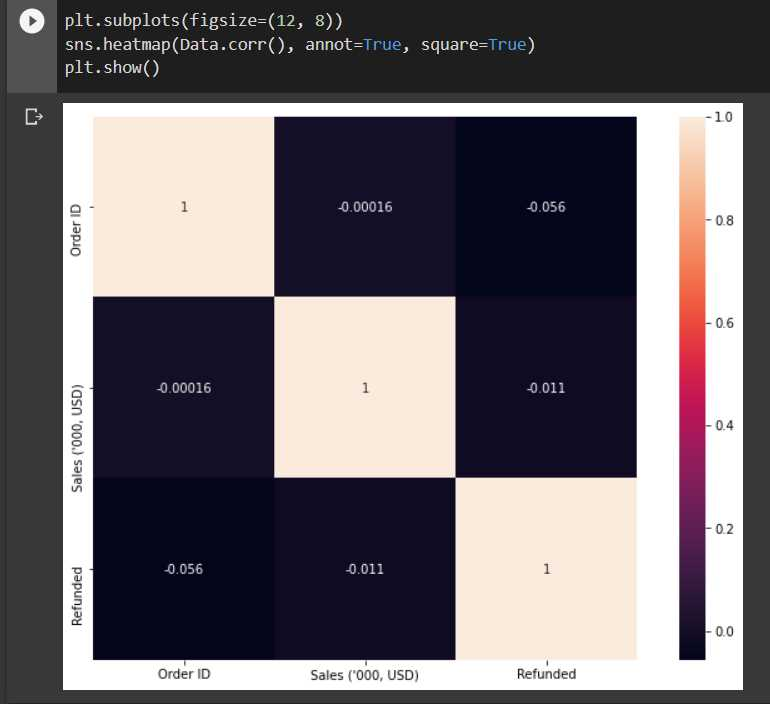 plt.subplots(figsize=(12, 8))
sns.heatmap(Data.corr(), annot=True, square=True)
plt.show()
1.0
Order ID
1
-0.00016
-0.056
0.8
0.6
Sales ('000, USD)
-0.00016
1
-0.011
0.4
0.2
Refunded
-0.056
-0.011
1
0.0
Order ID
Sales ('000, USD)
Refunded